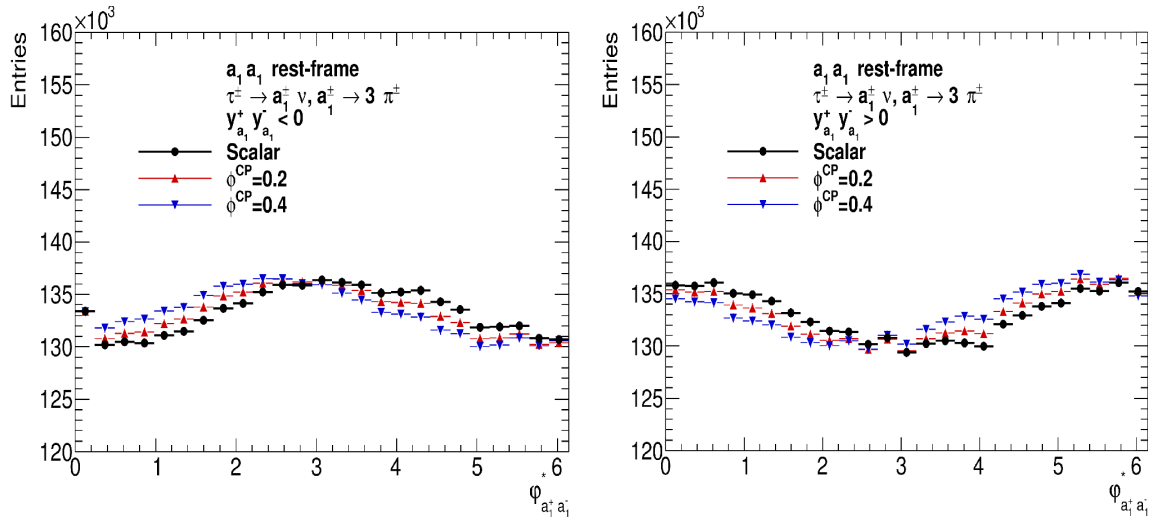 ×10³
Entries
160
155
150
145
140
135
130
125
120
a₁ a₁ rest-frame
τ± → a₁± ν, a₁± → 3 π±
y⁺a₁ y⁻a₁ < 0
Scalar
ϕCP=0.2
ϕCP=0.4
0 1 2 3 4 5 6
φ*a₁⁺ a₁⁻
×10³
Entries
160
155
150
145
140
135
130
125
120
a₁ a₁ rest-frame
τ± → a₁± ν, a₁± → 3 π±
y⁺a₁ y⁻a₁ > 0
Scalar
ϕCP=0.2
ϕCP=0.4
0 1 2 3 4 5 6
φ*a₁⁺ a₁⁻